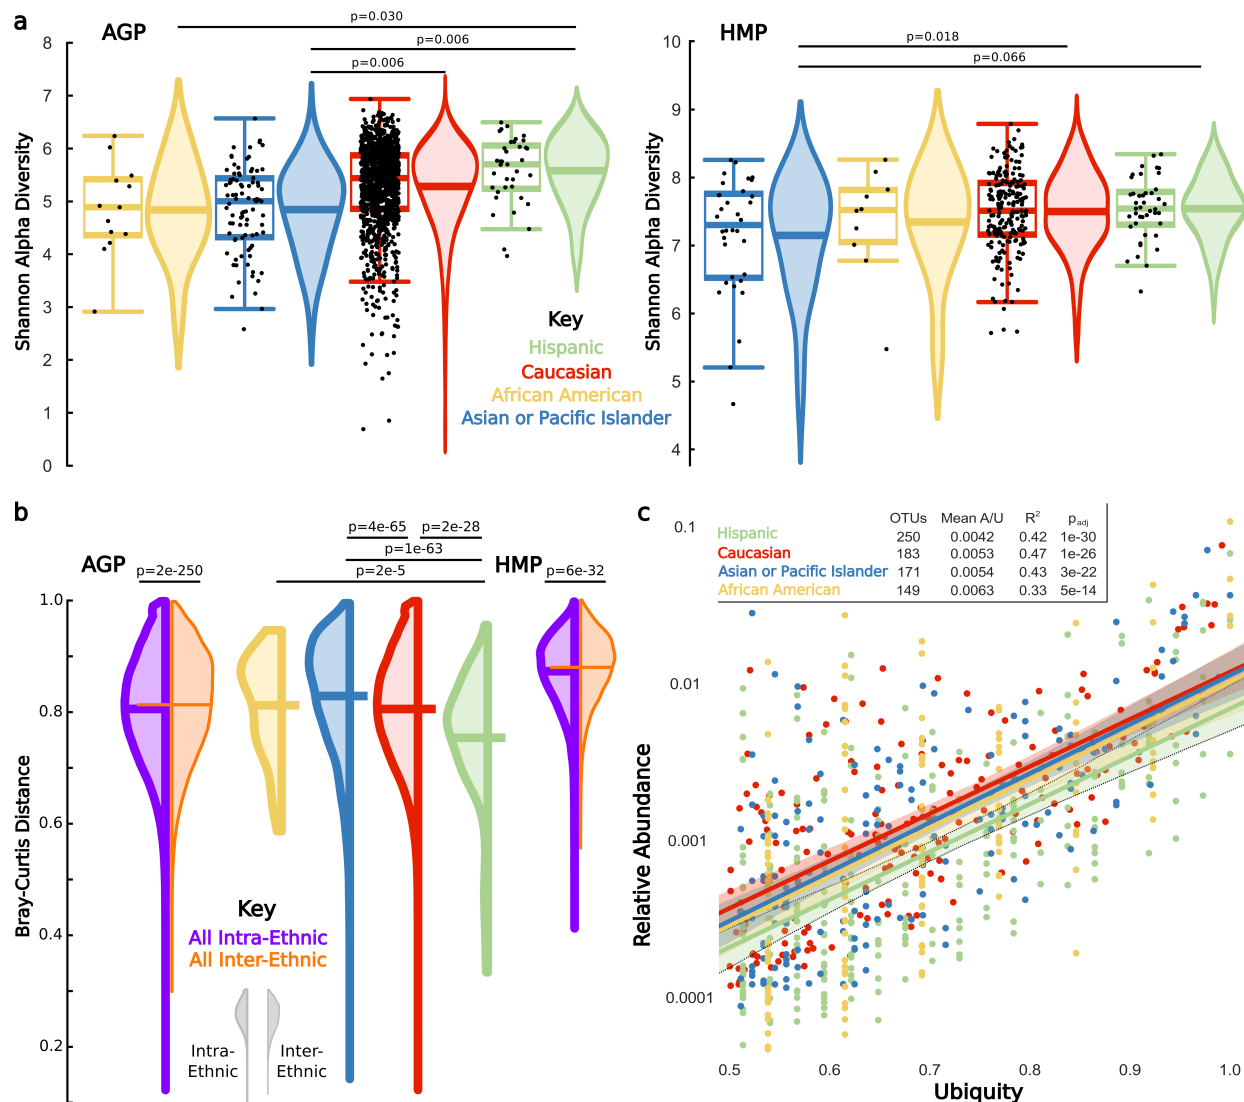 a
AGP
p=0.030
p=0.006
p=0.006
Shannon Alpha Diversity
8
7
6
5
4
3
2
1
0
Key
Hispanic
Caucasian
African American
Asian or Pacific Islander
HMP
p=0.018
p=0.066
Shannon Alpha Diversity
10
9
8
7
6
5
4
b
AGP
p=2e-250
p=4e-65
p=2e-28
p=1e-63
p=2e-5
HMP
p=6e-32
Bray-Curtis Distance
1.0
0.8
0.6
0.4
0.2
Key
All Intra-Ethnic
All Inter-Ethnic
Intra-
Ethnic
Inter-
Ethnic
c
OTUs Mean A/U R² p_adj
Hispanic 250 0.0042 0.42 1e-30
Caucasian 183 0.0053 0.47 1e-26
Asian or Pacific Islander 171 0.0054 0.43 3e-22
African American 149 0.0063 0.33 5e-14
Relative Abundance
0.1
0.01
0.001
0.0001
0.5 0.6 0.7 0.8 0.9 1.0
Ubiquity